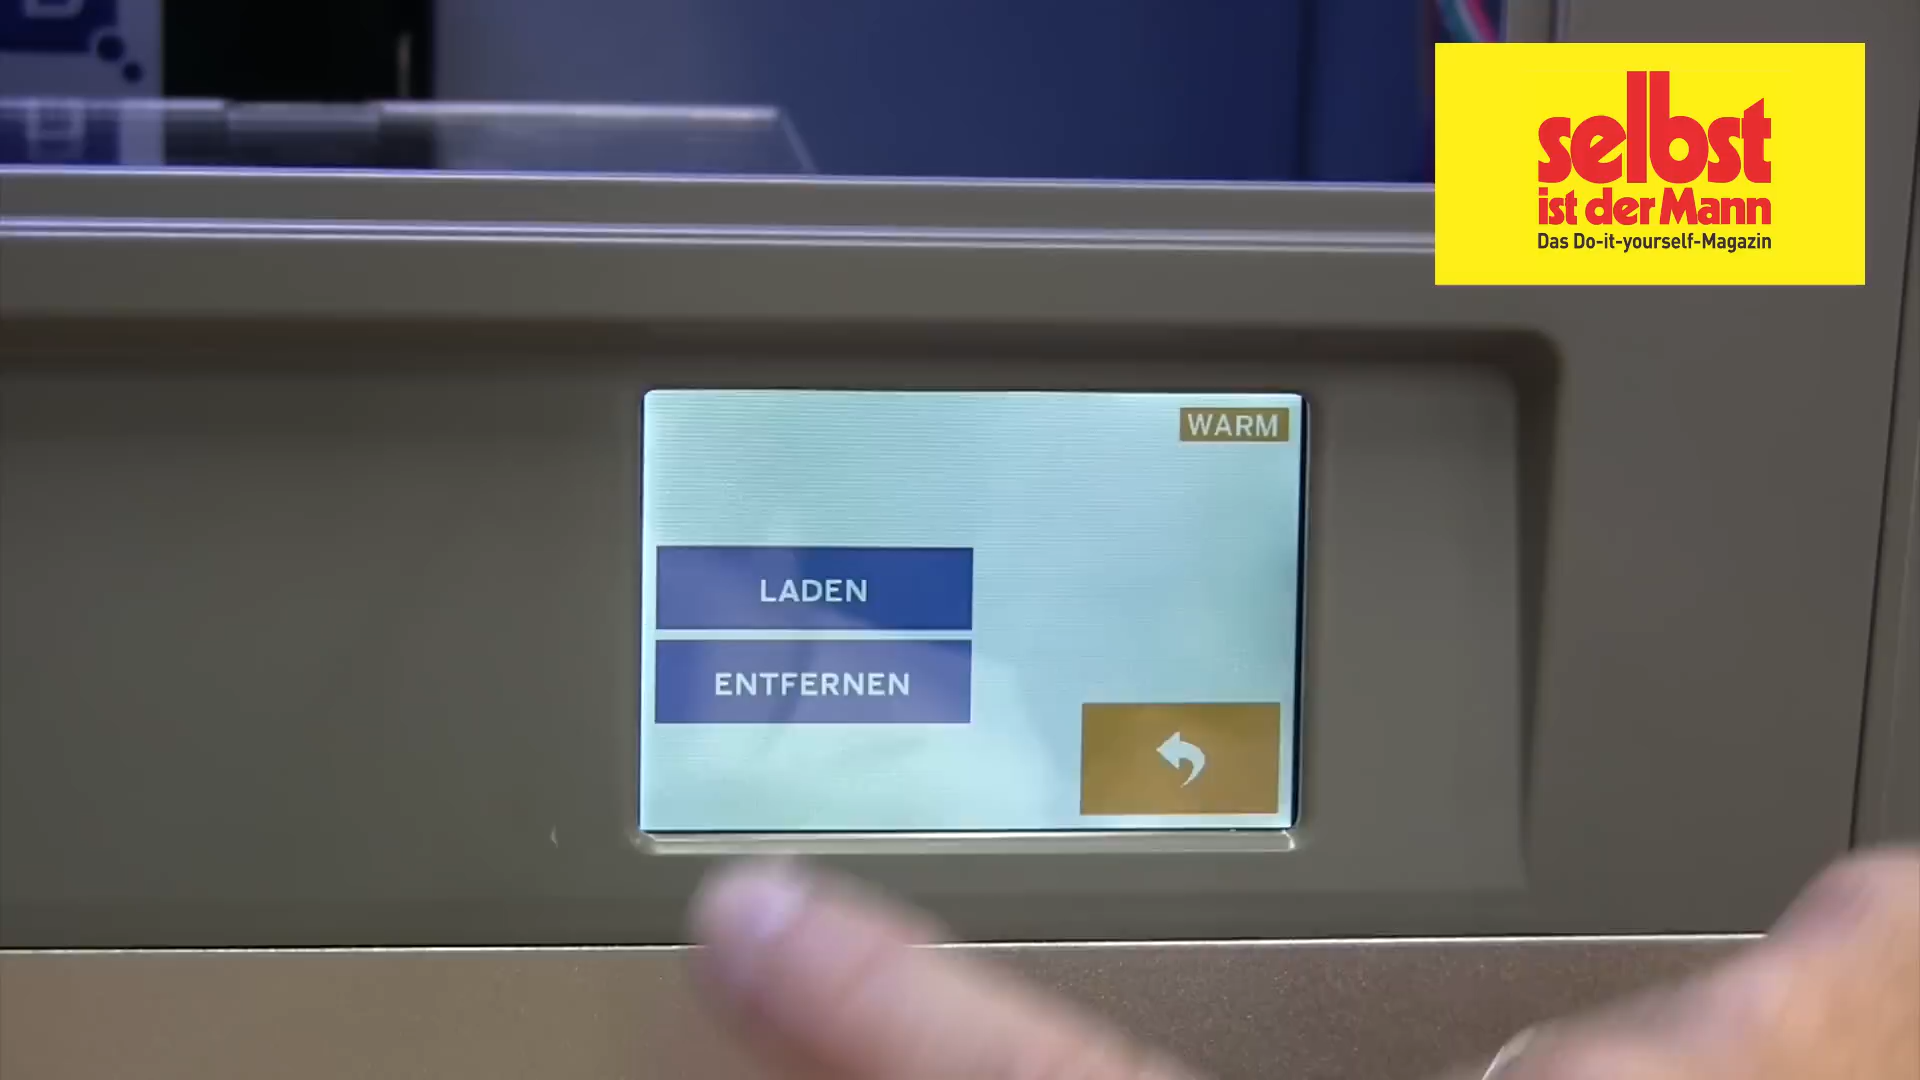 selbst
ist der Mann
Das Do-it-yourself-Magazin
WARM
LADEN
ENTFERNEN